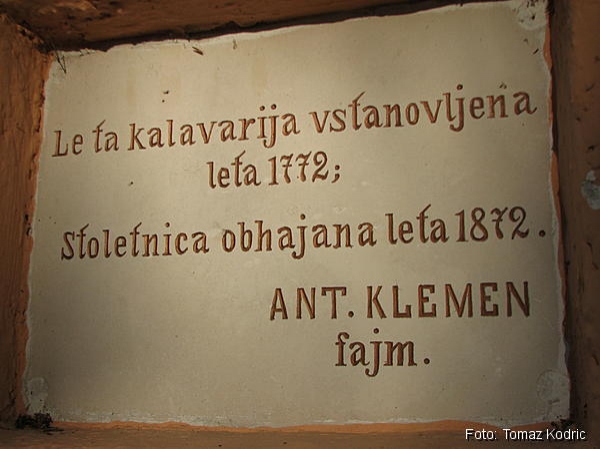 Le ta kalavarija vstanovljena
leta 1772;
Stoletnica obhajana leta 1872.
ANT. KLEMEN
fajm.
Foto: Tomaz Kodric